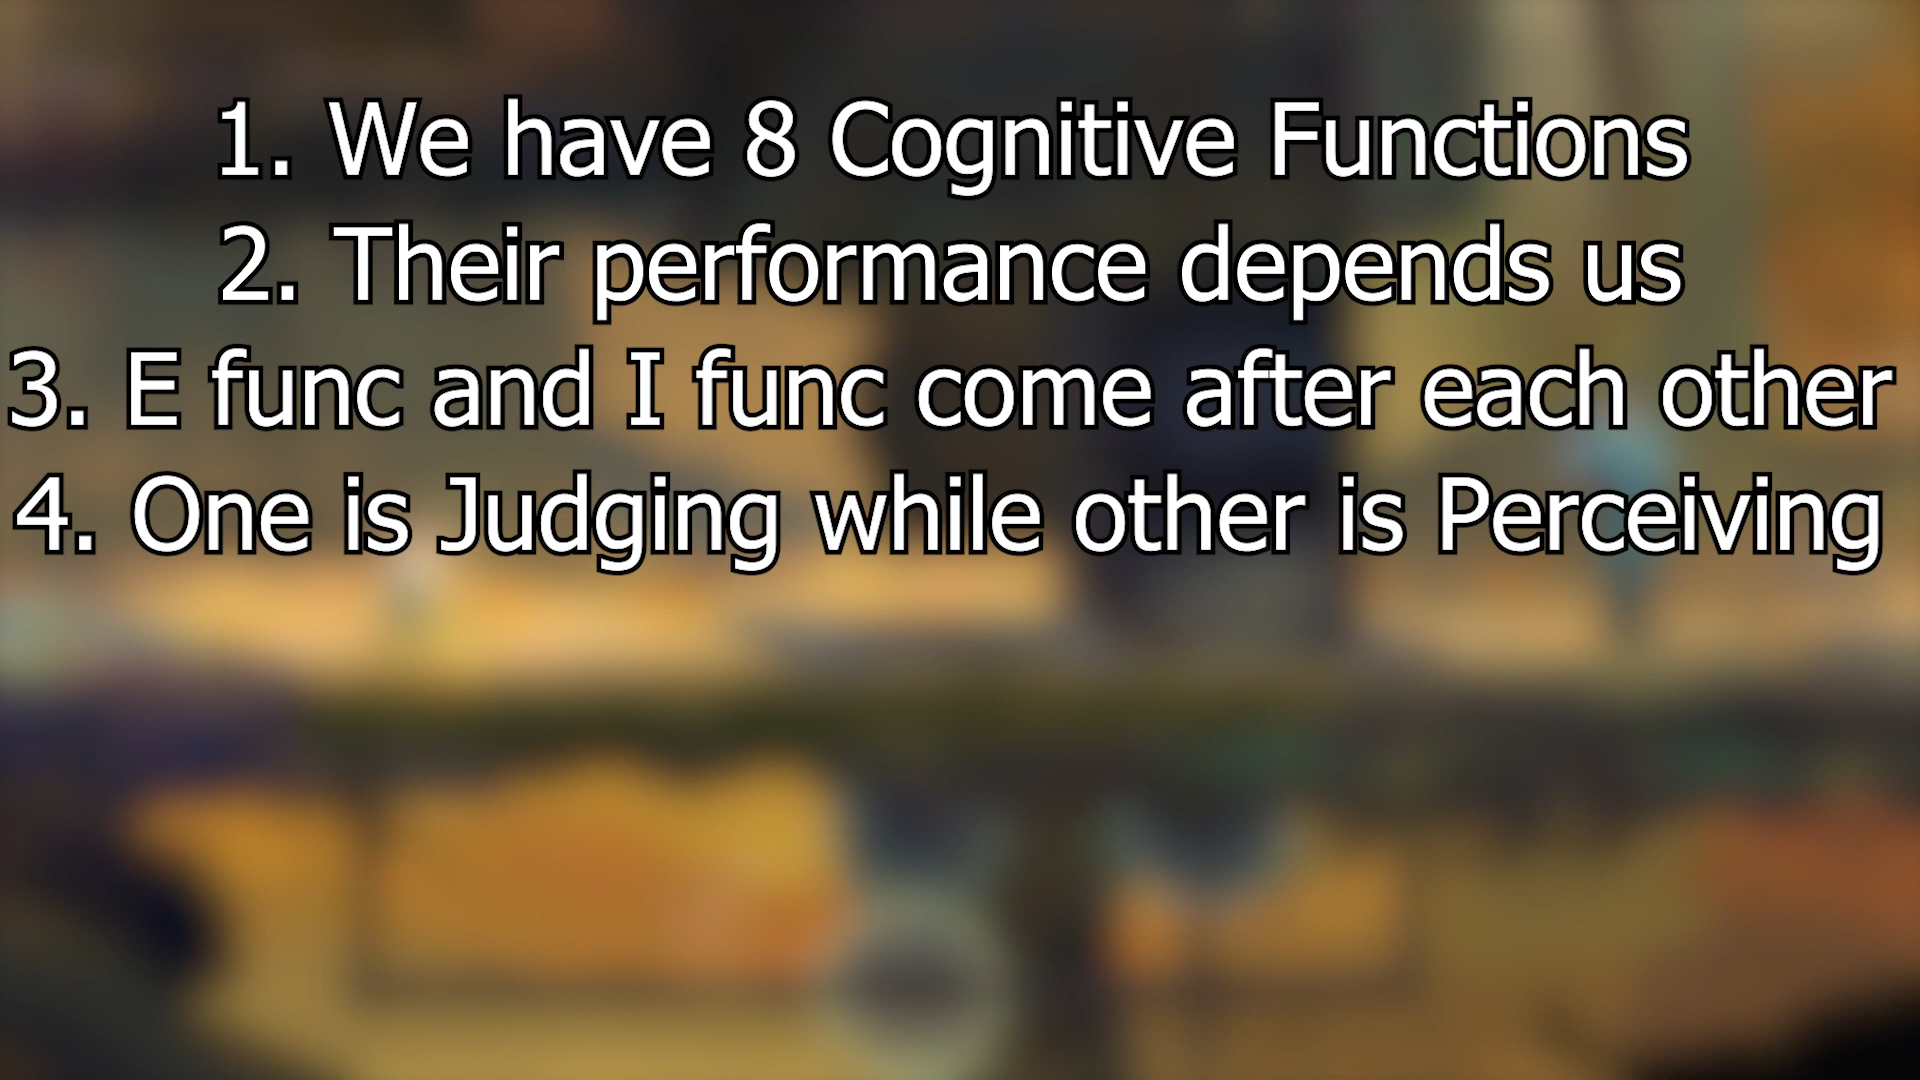 1. We have 8 Cognitive Functions
2. Their performance depends us
3. E func and I func come after each other
4. One is Judging while other is Perceiving